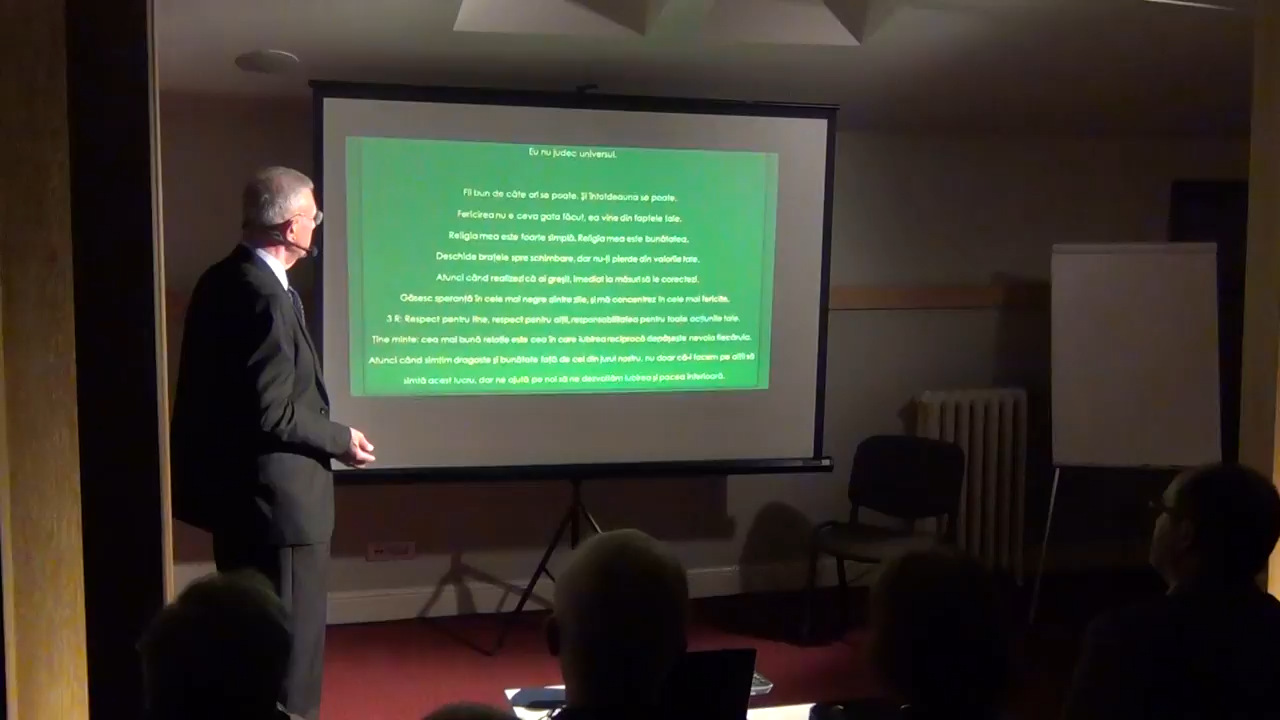 Eu nu judec universul.
Fii bun de câte ori se poate. Și întotdeauna se poate.
Fericirea nu e ceva gata făcut, ea vine din faptele tale.
Religia mea este foarte simplă. Religia mea este bunătatea.
Deschide brațele spre schimbare, dar nu-ți pierde din valorile tale.
Atunci când realizezi că ai greșit, imediat ia măsuri să le corectezi.
Găsesc speranță în cele mai negre dintre zile, și mă concentrez în cele mai fericite.
3 R: Respect pentru tine, respect pentru alții, responsabilitatea pentru toate acțiunile tale.
Ține minte: cea mai bună relație este cea în care iubirea reciprocă depășește nevoia fiecăruia.
Atunci când simțim dragoste și bunătate față de cei din jurul nostru, nu doar că-i facem pe alții să
simtă acest lucru, dar ne ajută pe noi să ne dezvoltăm iubirea și pacea interioară.